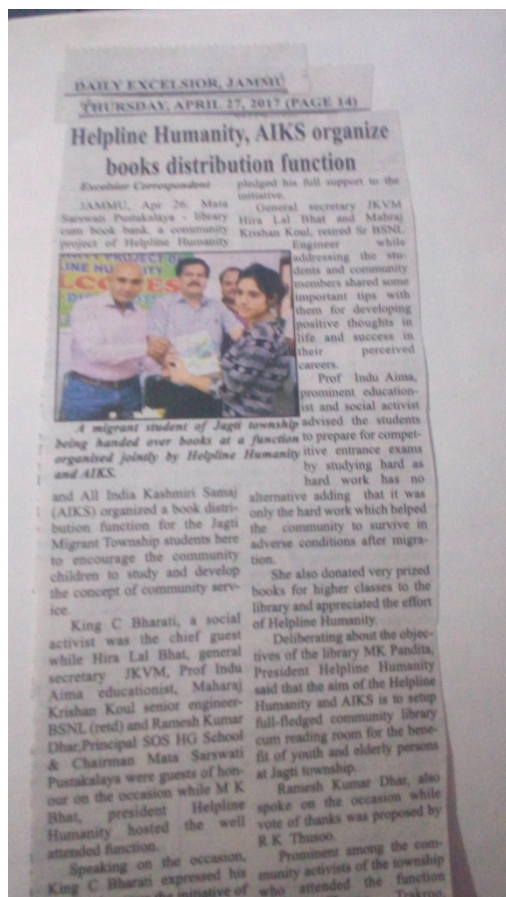 DAILY EXCELSIOR, JAMMU
THURSDAY, APRIL 27, 2017 (PAGE 14)
Helpline Humanity, AIKS organize
books distribution function
Excelsior Correspondent
JAMMU, Apr 26: Mata
Sarswati Pustakalaya - library
cum book bank, a community
project of Helpline Humanity
LINE HUMANITY
A migrant student of Jagti township
being handed over books at a function
organised jointly by Helpline Humanity
and AIKS.
and All India Kashmiri Samaj
(AIKS) organized a book distri-
bution function for the Jagti
Migrant Township students here
to encourage the community
children to study and develop
the concept of community serv-
ice.
King C Bharati, a social
activist was the chief guest
while Hira Lal Bhat, general
secretary JKVM, Prof Indu
Aima educationist, Maharaj
Krishan Koul senior engineer-
BSNL (retd) and Ramesh Kumar
Dhar,Principal SOS HG School
& Chairman Mata Sarswati
Pustakalaya were guests of hon-
our on the occasion while M K
Bhat, president Helpline
Humanity hosted the well
attended function.
Speaking on the occasion,
King C Bharati expressed his
the initiative of
pledged his full support to the
initiative.
General secretary JKVM
Hira Lal Bhat and Mahraj
Krishan Koul, retired Sr BSNL
Engineer while
addressing the stu-
dents and community
members shared some
important tips with
them for developing
positive thoughts in
life and success in
their perceived
careers.
Prof Indu Aima,
prominent education-
ist and social activist
advised the students
to prepare for compet-
itive entrance exams
by studying hard as
hard work has no
alternative adding that it was
only the hard work which helped
the community to survive in
adverse conditions after migra-
tion.
She also donated very prized
books for higher classes to the
library and appreciated the effort
of Helpline Humanity.
Deliberating about the objec-
tives of the library MK Pandita,
President Helpline Humanity
said that the aim of the Helpline
Humanity and AIKS is to setup
full-fledged community library
cum reading room for the bene-
fit of youth and elderly persons
at Jagti township.
Ramesh Kumar Dhar, also
spoke on the occasion while
vote of thanks was proposed by
R K Thusoo.
Prominent among the com-
munity activists of the township
who attended the function